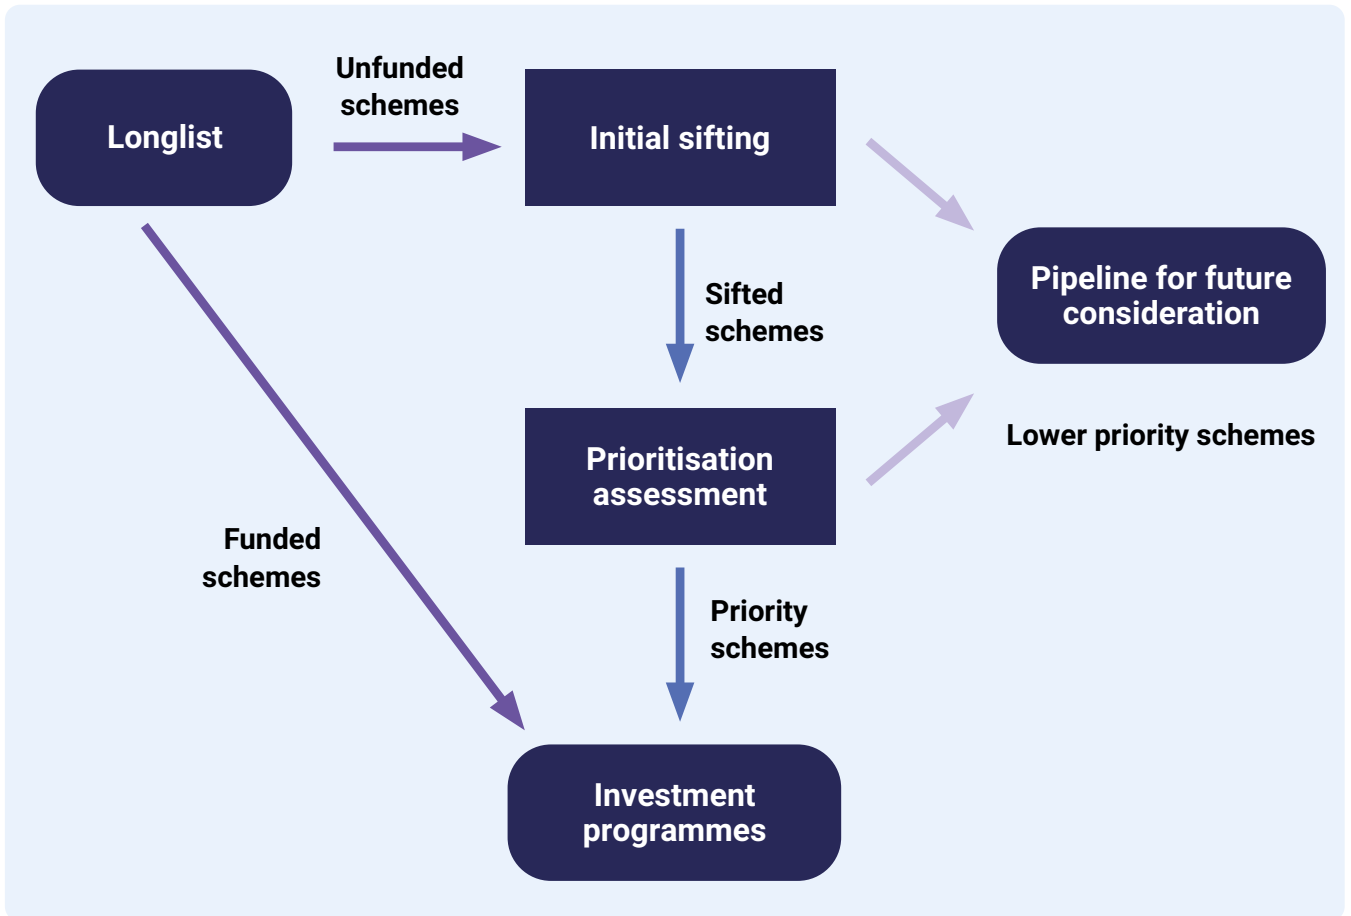 Longlist
Unfunded
schemes
Initial sifting
Pipeline for future
consideration
Sifted
schemes
Lower priority schemes
Prioritisation
assessment
Funded
schemes
Priority
schemes
Investment
programmes